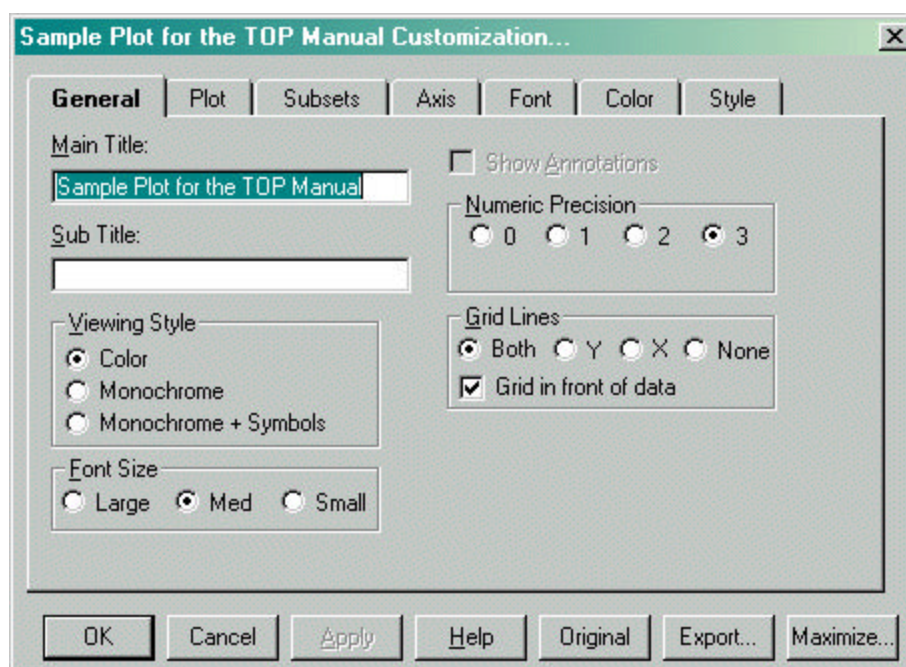 Sample Plot for the TOP Manual Customization...
General Plot Subsets Axis Font Color Style
Main Title:
Sample Plot for the TOP Manual
Sub Title:
Viewing Style
Color
Monochrome
Monochrome + Symbols
Font Size
Large Med Small
Show Annotations
Numeric Precision
0 1 2 3
Grid Lines
Both Y X None
Grid in front of data
OK Cancel Apply Help Original Export... Maximize...